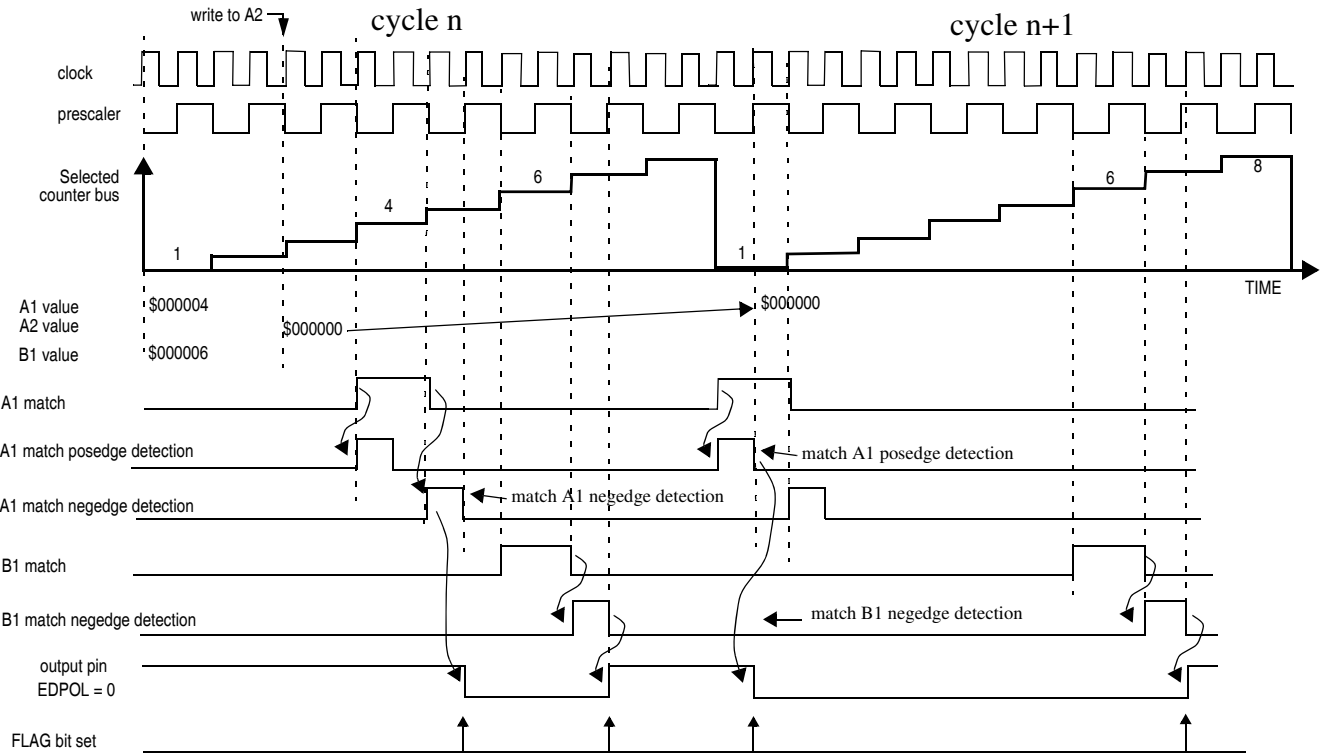 write to A2
cycle n
cycle n+1
clock
prescaler
Selected
counter bus
1
4
6
1
6
8
TIME
A1 value
$000004
$000000
A2 value
$000000
B1 value
$000006
A1 match
A1 match posedge detection
match A1 posedge detection
A1 match negedge detection
match A1 negedge detection
B1 match
B1 match negedge detection
match B1 negedge detection
output pin
EDPOL = 0
FLAG bit set